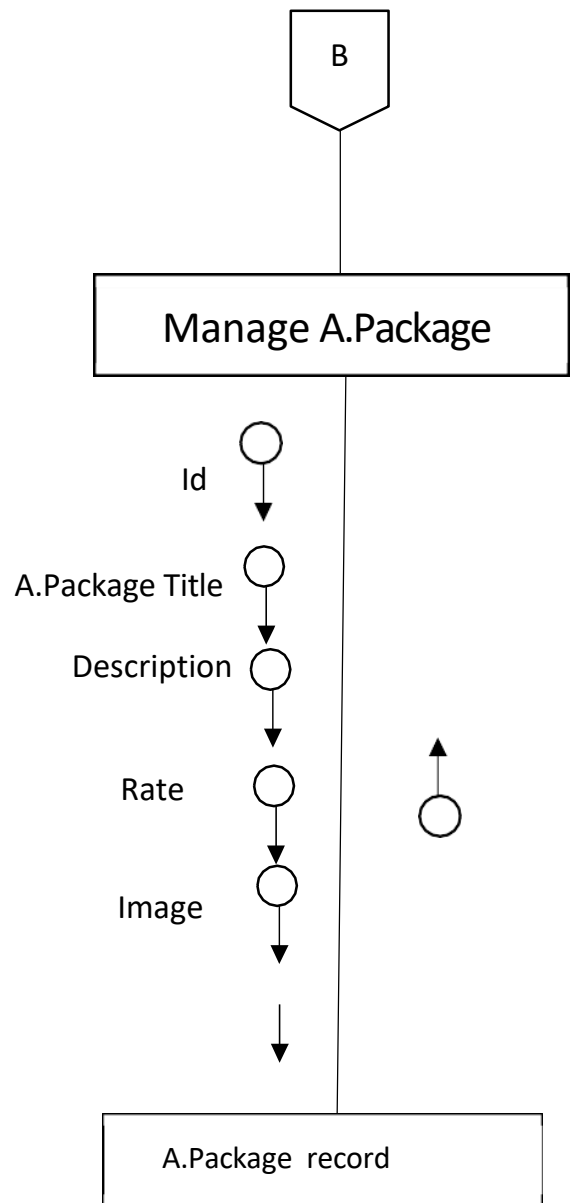 B
Manage A.Package
Id
A.Package Title
Description
Rate
Image
A.Package record